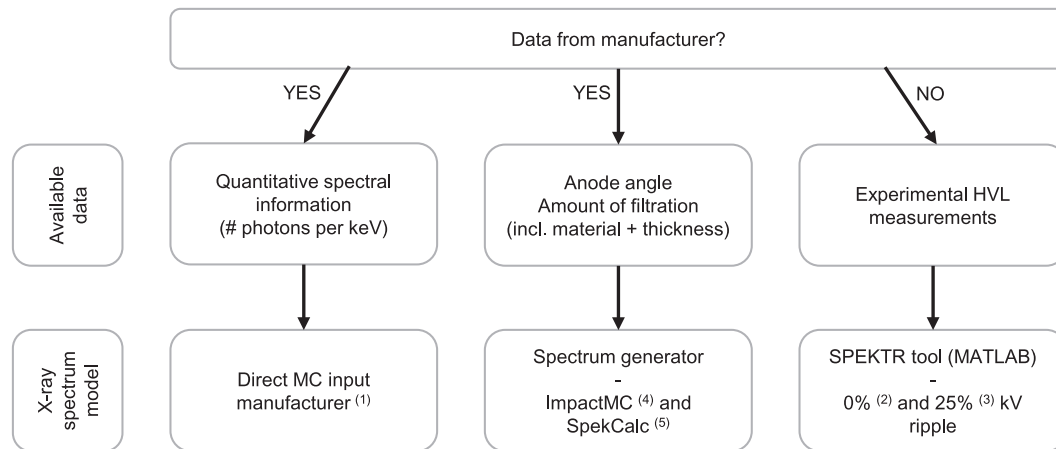 Data from manufacturer?
YES
YES
NO
Available
data
Quantitative spectral
information
(# photons per keV)
Anode angle
Amount of filtration
(incl. material + thickness)
Experimental HVL
measurements
X-ray
spectrum
model
Direct MC input
manufacturer (1)
Spectrum generator
-
ImpactMC (4) and
SpekCalc (5)
SPEKTR tool (MATLAB)
-
0% (2) and 25% (3) kV
ripple